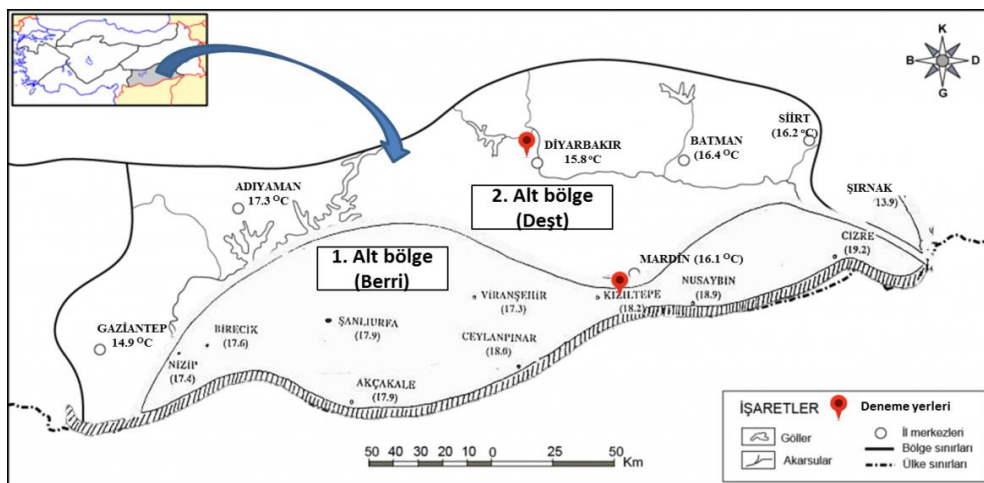 K
B
D
G
SİİRT
(16.2 °C)
DİYARBAKIR
15.8 °C
BATMAN
(16.4 °C
ŞIRNAK
13.9)
ADIYAMAN
17.3 °C
2. Alt bölge
(Deşt)
CİZRE
(19.2)
1. Alt bölge
(Berri)
MARDİN (16.1 °C)
VİRANŞEHİR
(17.3)
KIZILTEPE
(18.2)
NUSAYBİN
(18.9)
GAZİANTEP
14.9 °C
BİRECİK
(17.6)
ŞANLIURFA
(17.9)
CEYLANPINAR
(18.0)
NİZİP
(17.4)
AKÇAKALE
(17.9)
İŞARETLER
Deneme yerleri
Göller
İl merkezleri
Bölge sınırları
Akarsular
Ülke sınırları
50 40 30 20 10 0 25 50
Km